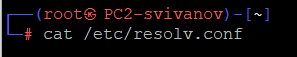 ┌──(root㉿ PC2-svivanov)-[~]
└─# cat /etc/resolv.conf